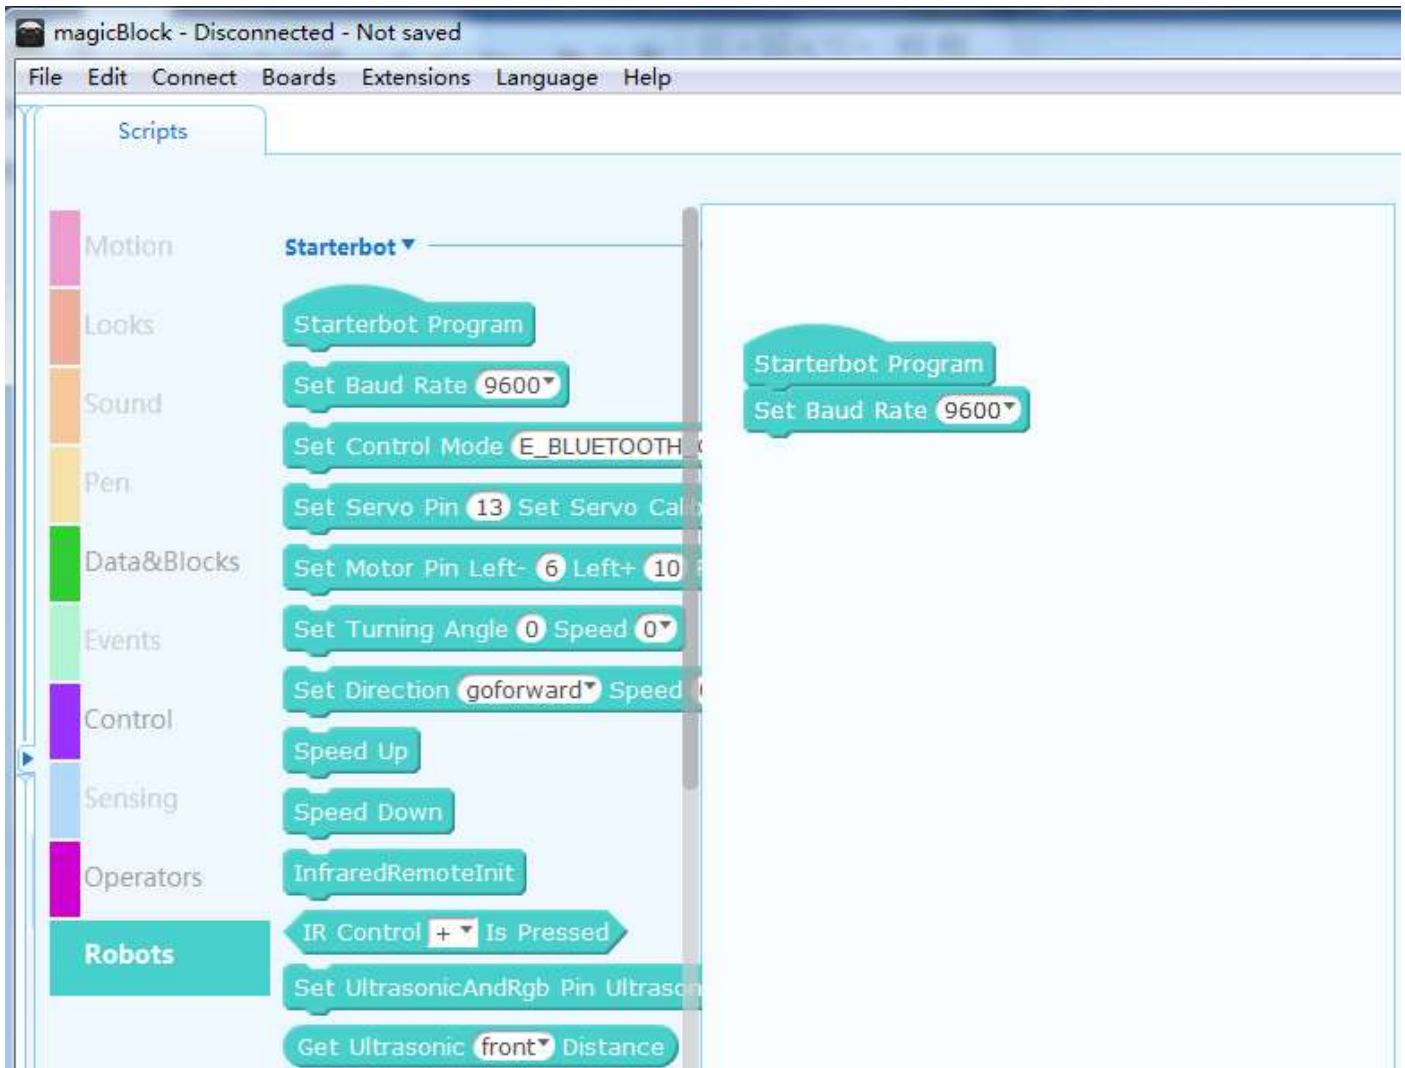 magicBlock - Disconnected - Not saved
File Edit Connect Boards Extensions Language Help
Scripts
Motion
Looks
Sound
Pen
Data&Blocks
Events
Control
Sensing
Operators
Robots
Starterbot
Starterbot Program
Set Baud Rate 9600
Set Control Mode E_BLUETOOTH_
Set Servo Pin 13 Set Servo Cal
Set Motor Pin Left- 6 Left+ 10
Set Turning Angle 0 Speed 0
Set Direction goforward Speed
Speed Up
Speed Down
InfraredRemoteInit
IR Control + Is Pressed
Set UltrasonicAndRgb Pin Ultrason
Get Ultrasonic front Distance
Starterbot Program
Set Baud Rate 9600